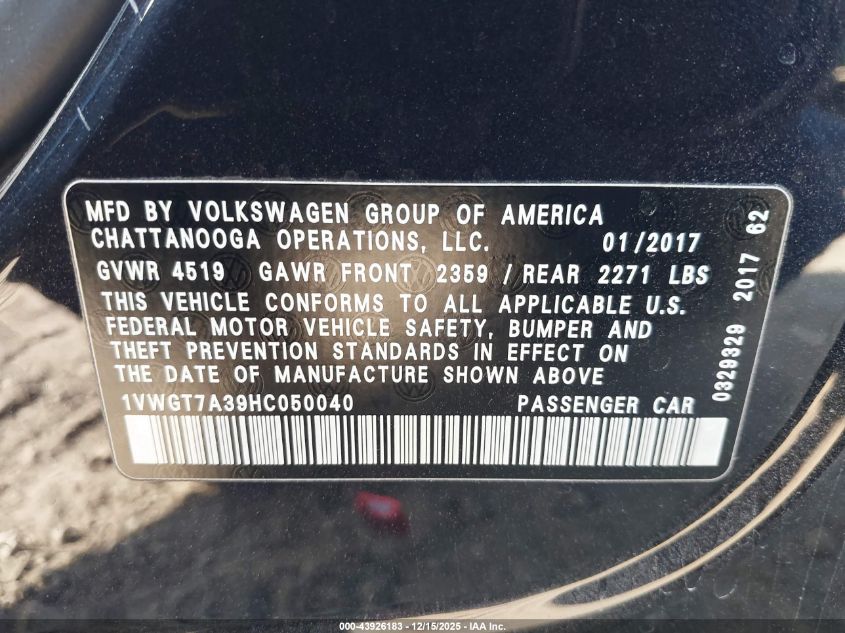 MFD BY VOLKSWAGEN GROUP OF AMERICA
CHATTANOOGA OPERATIONS, LLC. 01/2017
GVWR 4519 GAWR FRONT 2359 / REAR 2271 LBS
THIS VEHICLE CONFORMS TO ALL APPLICABLE U.S.
FEDERAL MOTOR VEHICLE SAFETY, BUMPER AND
THEFT PREVENTION STANDARDS IN EFFECT ON
THE DATE OF MANUFACTURE SHOWN ABOVE
1VWGT7A39HC050040 PASSENGER CAR
0329329 2017 62
000-43926183 - 12/15/2025 - IAA Inc.